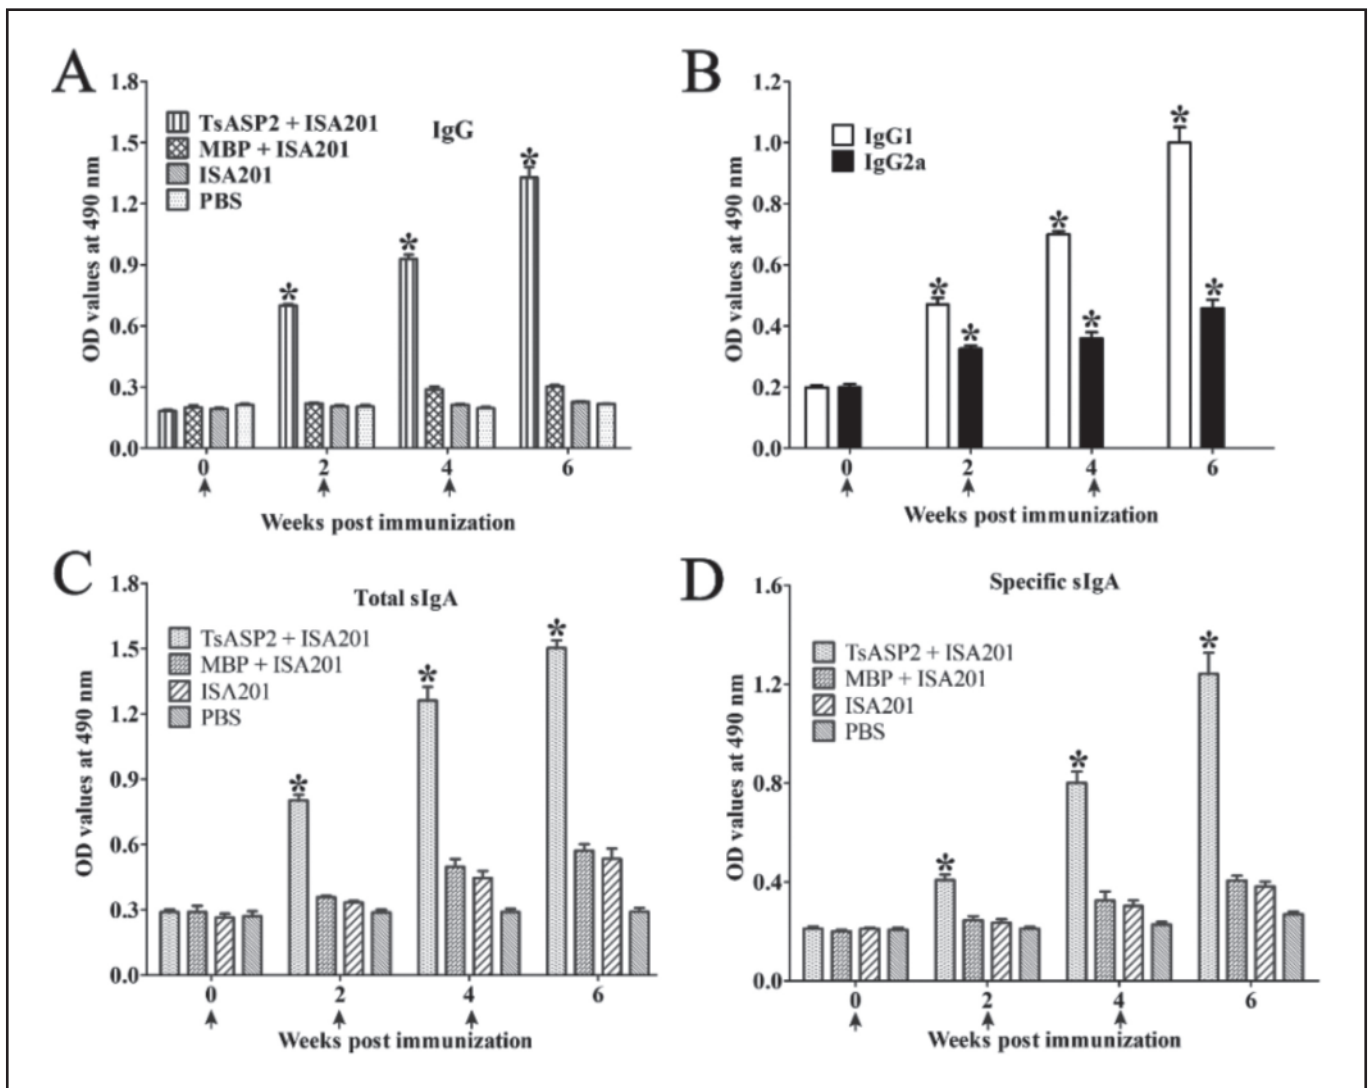 A
1.8
1.5
1.2
0.9
0.6
0.3
0.0
OD values at 490 nm
TsASP2 + ISA201
MBP + ISA201
ISA201
PBS
IgG
*
*
*
0 2 4 6
Weeks post immunization
B
1.2
1.0
0.8
0.6
0.4
0.2
0.0
OD values at 490 nm
IgG1
IgG2a
*
*
*
*
*
*
0 2 4 6
Weeks post immunization
C
1.8
1.5
1.2
0.9
0.6
0.3
0.0
OD values at 490 nm
Total sIgA
TsASP2 + ISA201
MBP + ISA201
ISA201
PBS
*
*
*
0 2 4 6
Weeks post immunization
D
1.6
1.2
0.8
0.4
0.0
OD values at 490 nm
Specific sIgA
TsASP2 + ISA201
MBP + ISA201
ISA201
PBS
*
*
*
0 2 4 6
Weeks post immunization